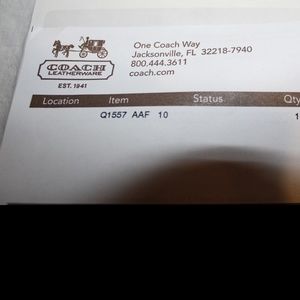 One Coach Way
Jacksonville, FL 32218-7940
800.444.3611
coach.com
COACH
LEATHERWARE
EST. 1941
Location Item Status Qty
Q1557 AAF 10 1